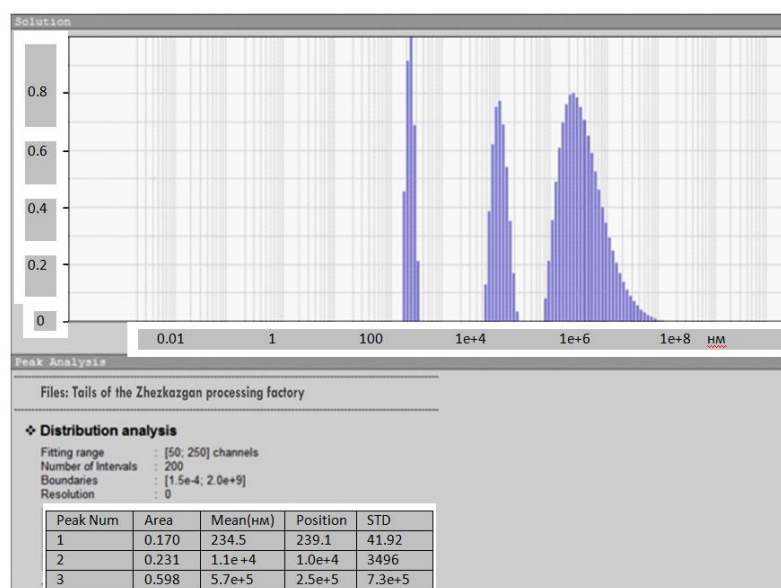 Solution
0.8
0.6
0.4
0.2
0
0.01 1 100 1e+4 1e+6 1e+8 нм
Peak Analysis
Files: Tails of the Zhezkazgan processing factory
❖ Distribution analysis
Fitting range : [50; 250] channels
Number of Intervals : 200
Boundaries : [1.5e-4; 2.0e+9]
Resolution : 0
Peak Num Area Mean(нм) Position STD
1 0.170 234.5 239.1 41.92
2 0.231 1.1e+4 1.0e+4 3496
3 0.598 5.7e+5 2.5e+5 7.3e+5